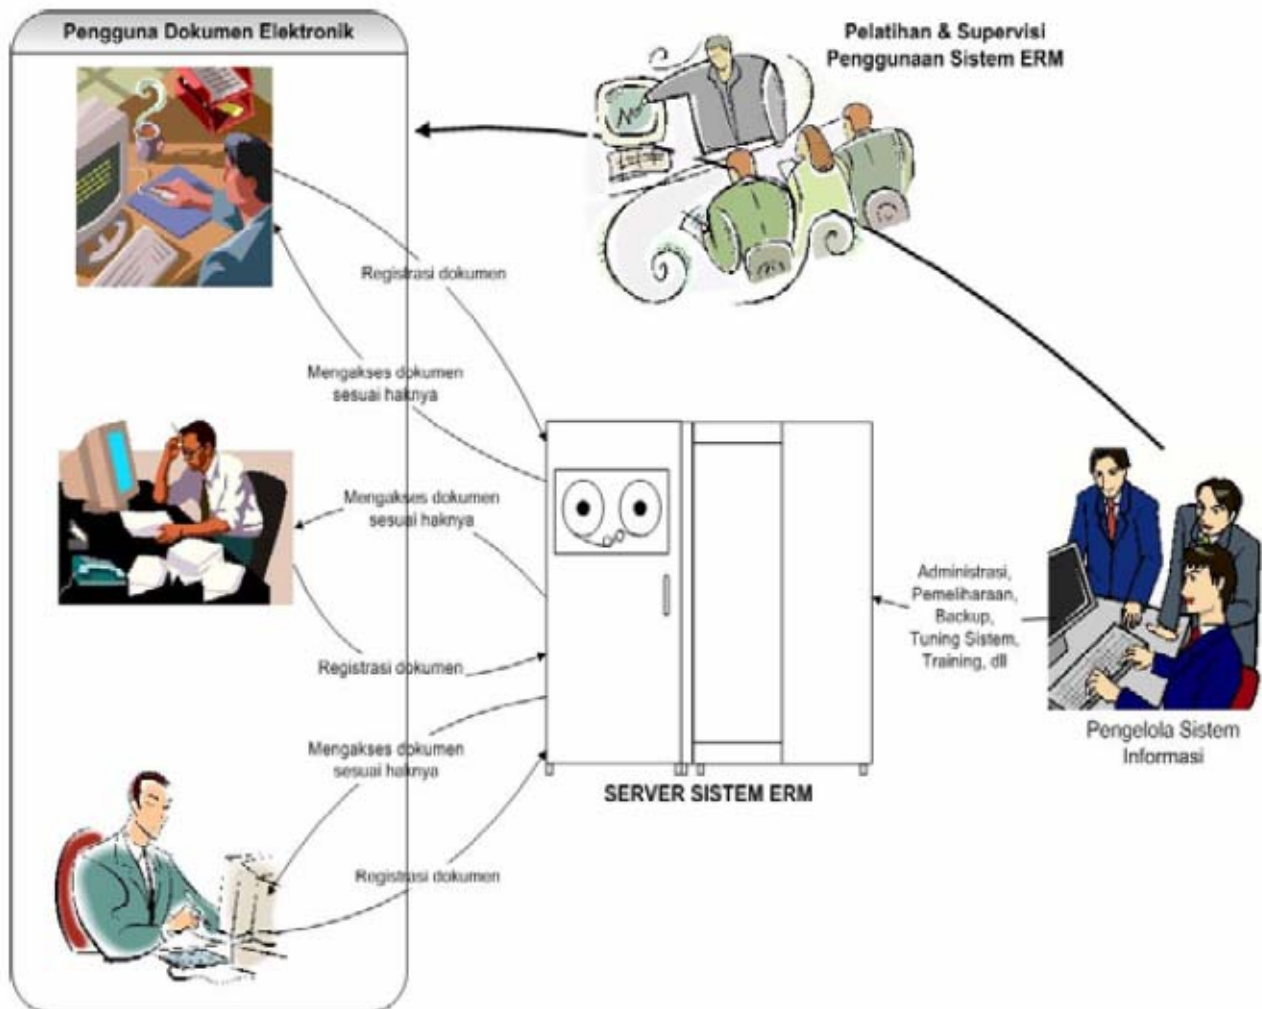 Pengguna Dokumen Elektronik
Pelatihan & Supervisi
Penggunaan Sistem ERM
Registrasi dokumen
Mengakses dokumen
sesuai haknya
Mengakses dokumen
sesuai haknya
Registrasi dokumen
Mengakses dokumen
sesuai haknya
Registrasi dokumen
SERVER SISTEM ERM
Administrasi,
Pemeliharaan,
Backup,
Tuning Sistem,
Training, dll
Pengelola Sistem
Informasi